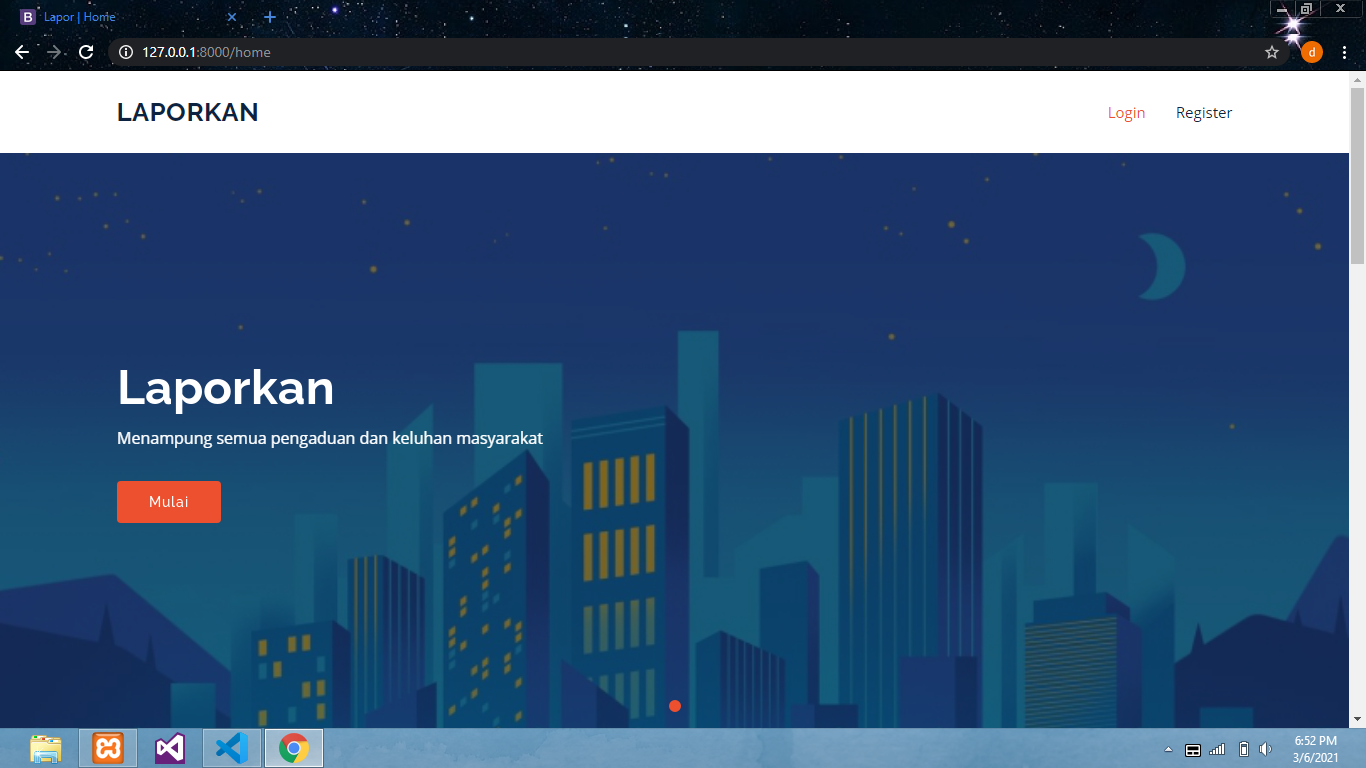 Lapor | Home
127.0.0.1:8000/home
d
LAPORKAN
Login
Register
Laporkan
Menampung semua pengaduan dan keluhan masyarakat
Mulai
6:52 PM
3/6/2021